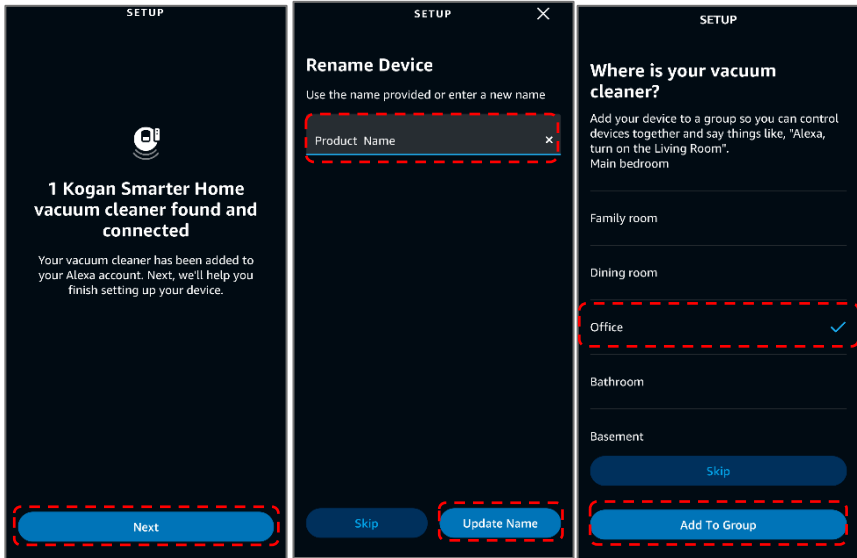 SETUP
1 Kogan Smarter Home
vacuum cleaner found and
connected
Your vacuum cleaner has been added to
your Alexa account. Next, we'll help you
finish setting up your device.
Next
SETUP
Rename Device
Use the name provided or enter a new name
Product Name
Skip
Update Name
SETUP
Where is your vacuum
cleaner?
Add your device to a group so you can control
devices together and say things like, "Alexa,
turn on the Living Room".
Main bedroom
Family room
Dining room
Office
Bathroom
Basement
Skip
Add To Group